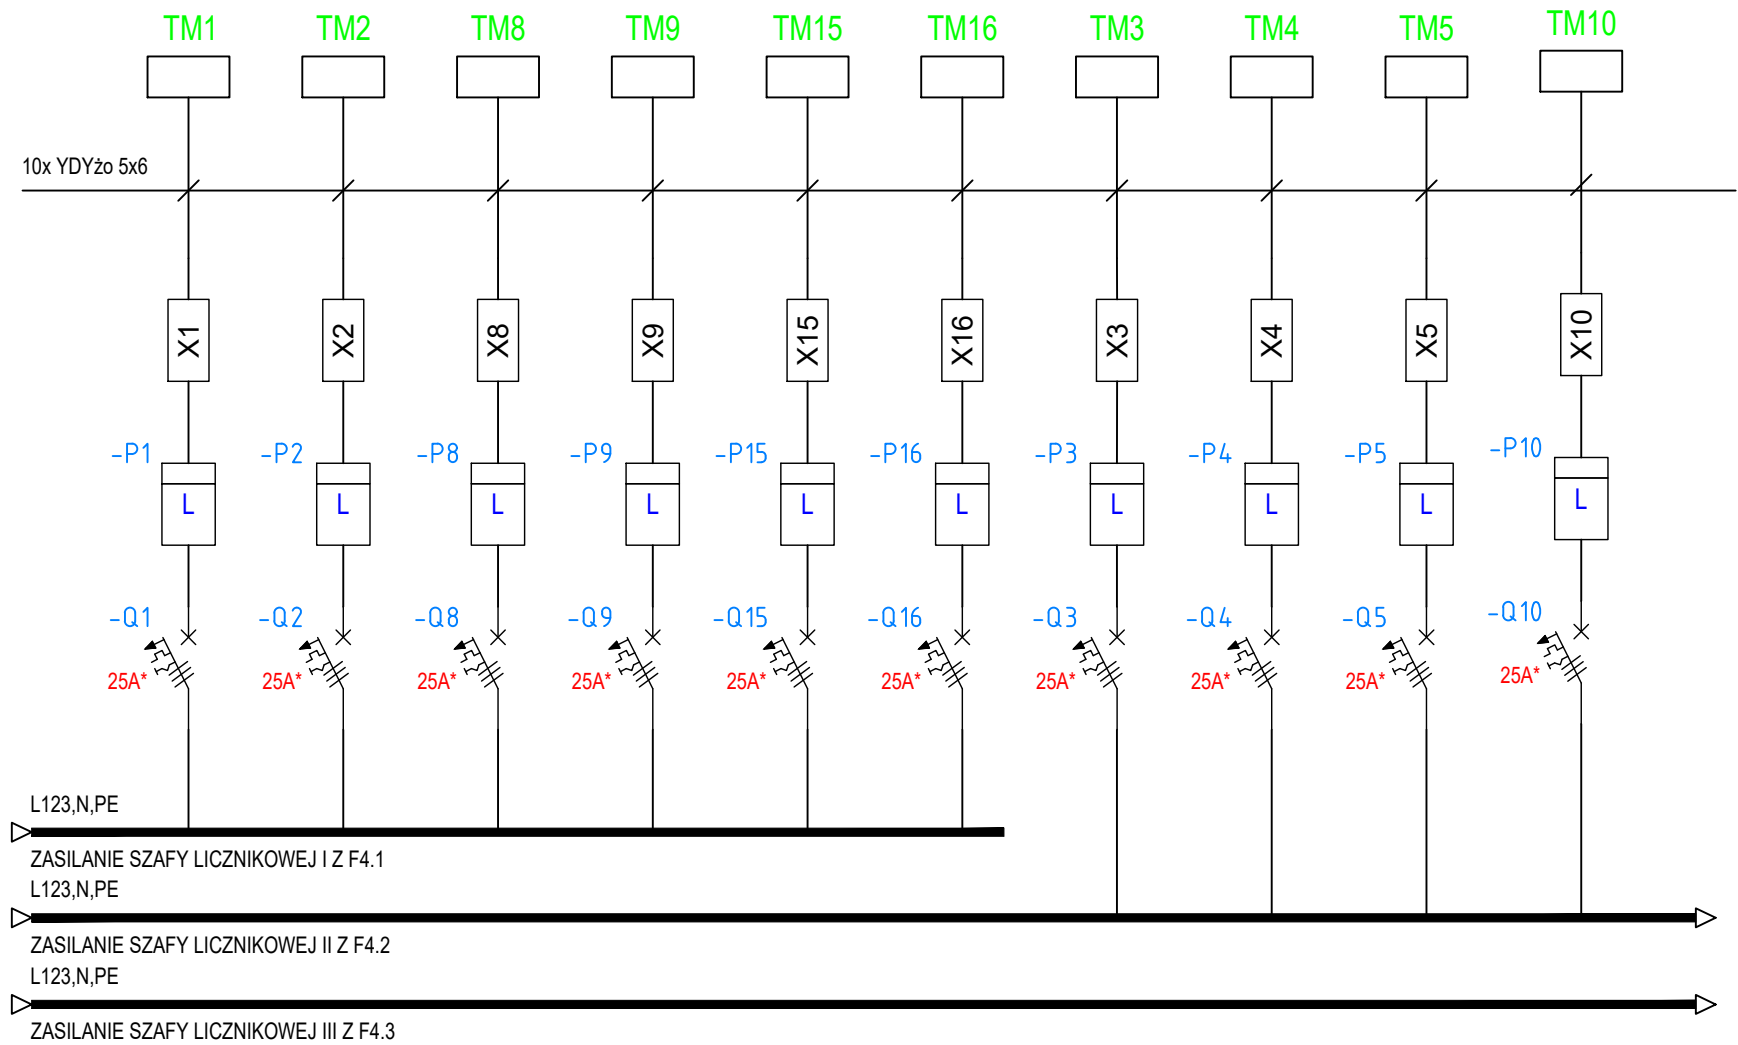 TM1 TM2 TM8 TM9 TM15 TM16 TM3 TM4 TM5 TM10
10x YDYżo 5x6
X1 X2 X8 X9 X15 X16 X3 X4 X5 X10
-P1 -P2 -P8 -P9 -P15 -P16 -P3 -P4 -P5 -P10
L L L L L L L L L L
-Q1 -Q2 -Q8 -Q9 -Q15 -Q16 -Q3 -Q4 -Q5 -Q10
25A* 25A* 25A* 25A* 25A* 25A* 25A* 25A* 25A* 25A*
L123,N,PE
ZASILANIE SZAFY LICZNIKOWEJ I Z F4.1
L123,N,PE
ZASILANIE SZAFY LICZNIKOWEJ II Z F4.2
L123,N,PE
ZASILANIE SZAFY LICZNIKOWEJ III Z F4.3